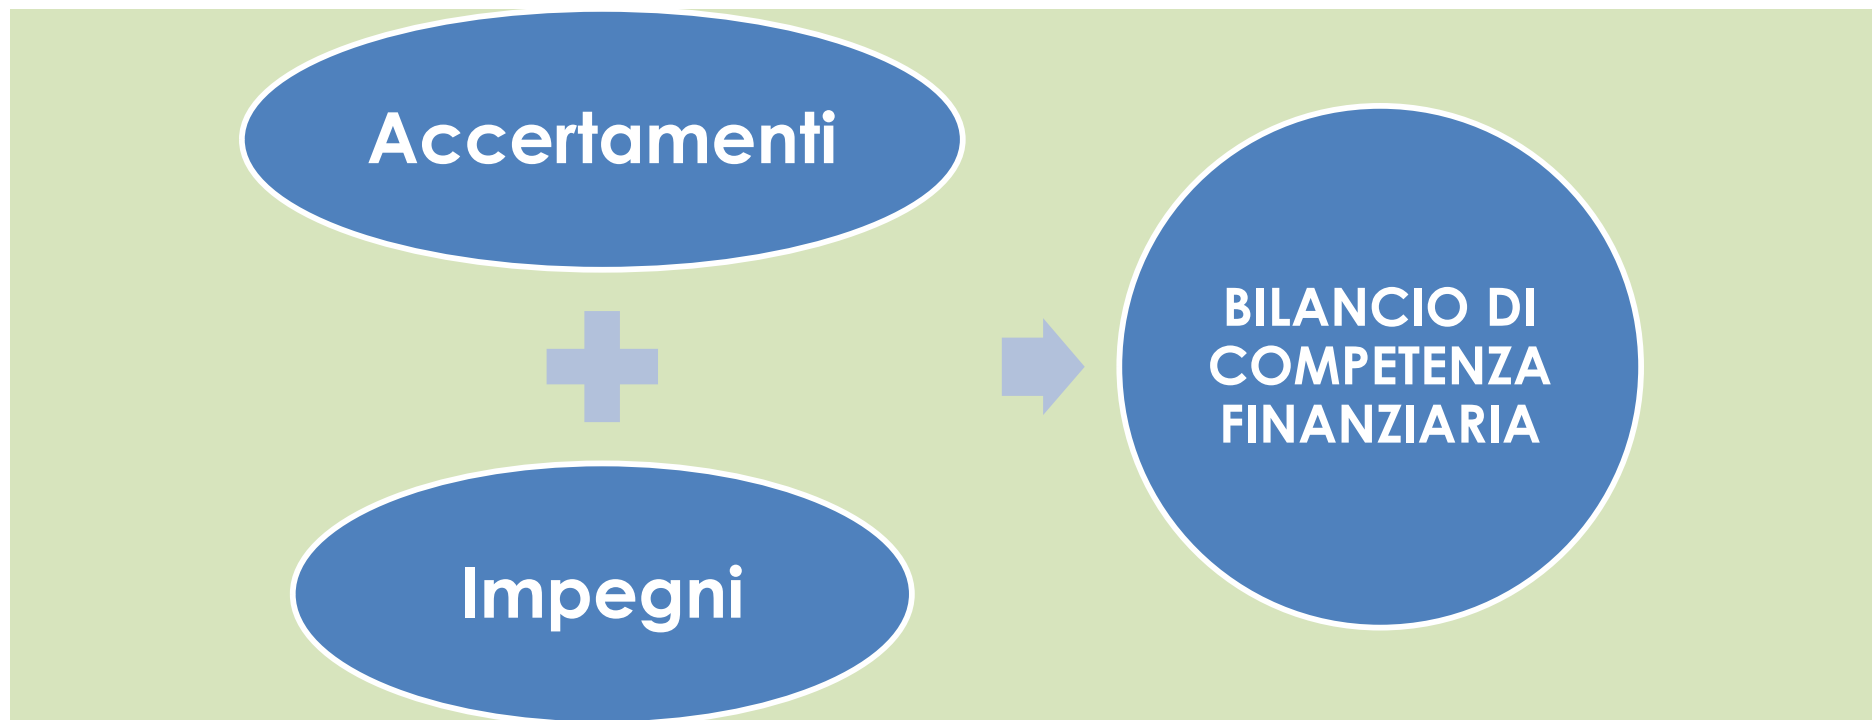 Accertamenti
Impegni
BILANCIO DI
COMPETENZA
FINANZIARIA